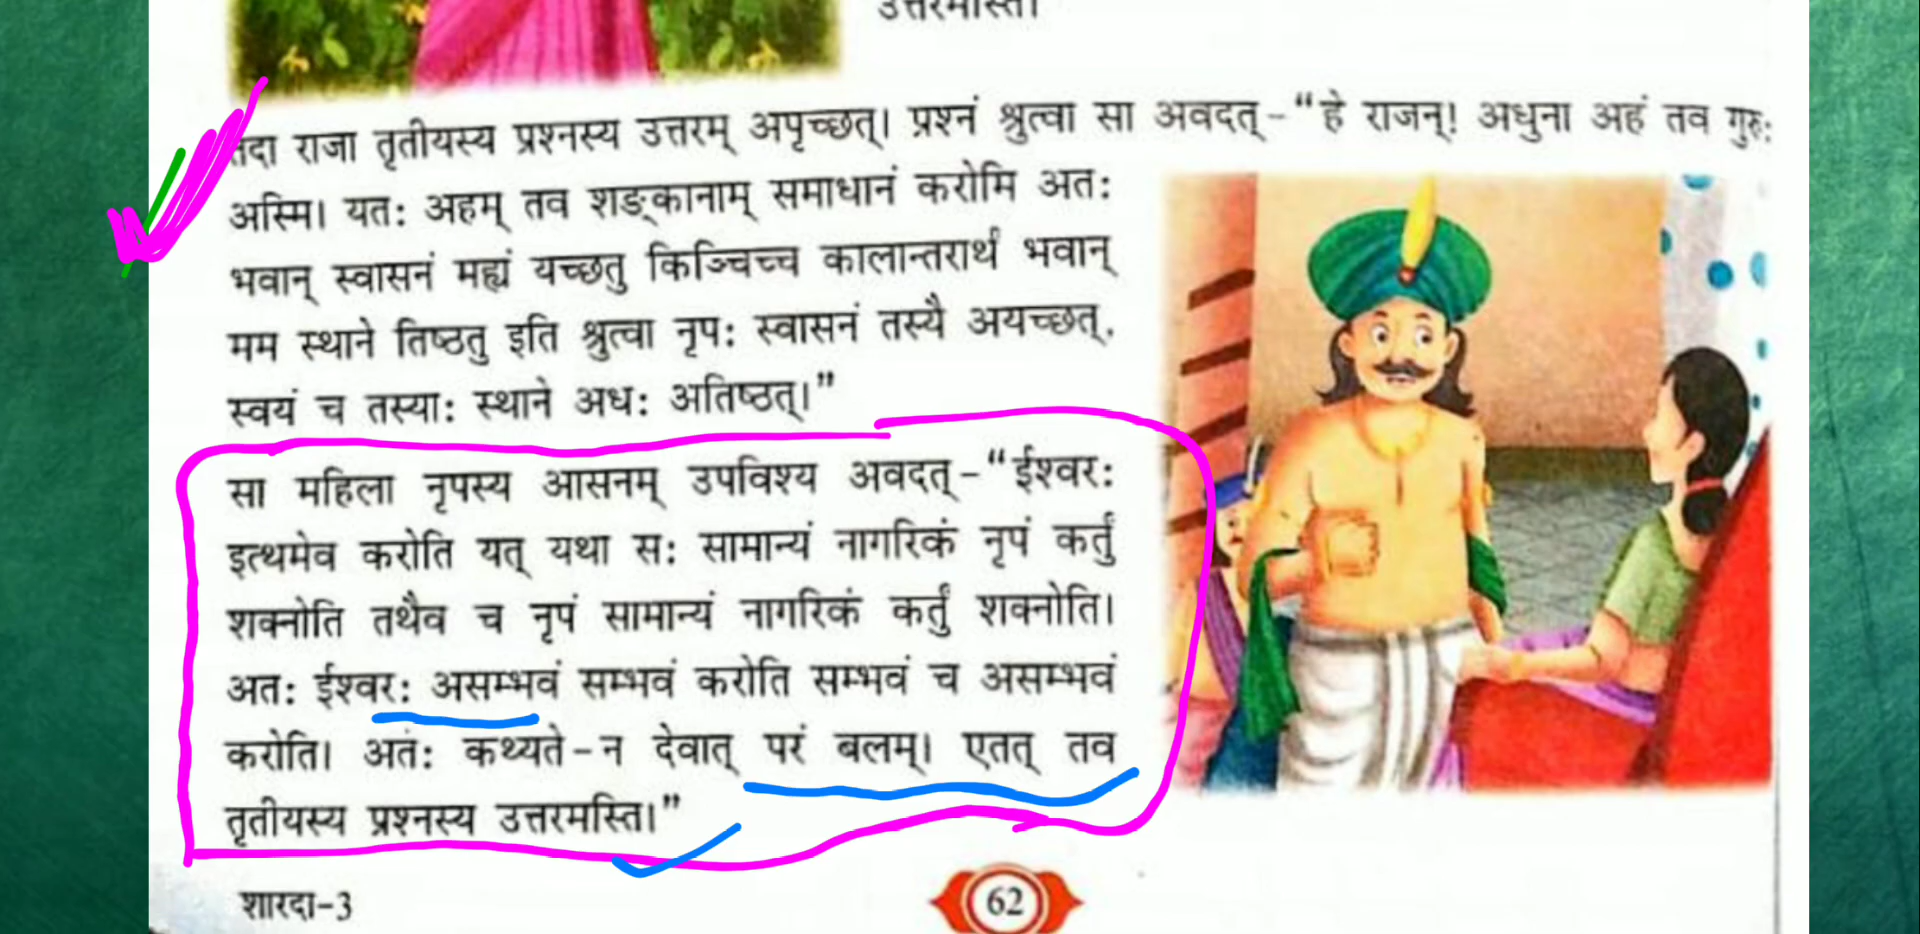 उत्तरमस्ति।
तदा राजा तृतीयस्य प्रश्नस्य उत्तरम् अपृच्छत्। प्रश्नं श्रुत्वा सा अवदत्-“हे राजन्! अधुना अहं तव गुरुः
अस्मि। यतः अहम् तव शङ्कानाम् समाधानं करोमि अतः
भवान् स्वासनं मह्यं यच्छतु किञ्चिच्च कालान्तरार्थं भवान्
मम स्थाने तिष्ठतु इति श्रुत्वा नृपः स्वासनं तस्यै अयच्छत्,
स्वयं च तस्याः स्थाने अधः अतिष्ठत्।”
सा महिला नृपस्य आसनम् उपविश्य अवदत्-“ईश्वरः
इत्थमेव करोति यत् यथा सः सामान्यं नागरिकं नृपं कर्तुं
शक्नोति तथैव च नृपं सामान्यं नागरिकं कर्तुं शक्नोति।
अतः ईश्वरः असम्भवं सम्भवं करोति सम्भवं च असम्भवं
करोति। अतः कथ्यते-न देवात् परं बलम्। एतत् तव
तृतीयस्य प्रश्नस्य उत्तरमस्ति।”
शारदा-3
62